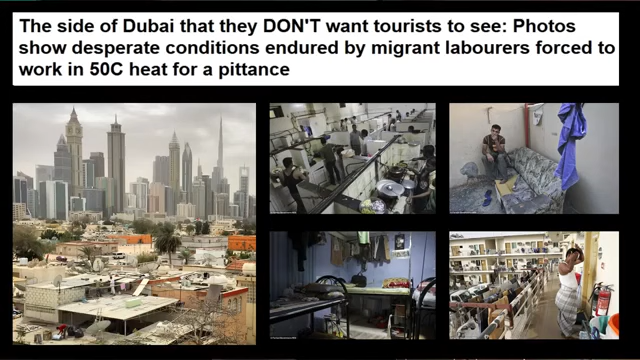 The side of Dubai that they DON'T want tourists to see: Photos
show desperate conditions endured by migrant labourers forced to
work in 50C heat for a pittance